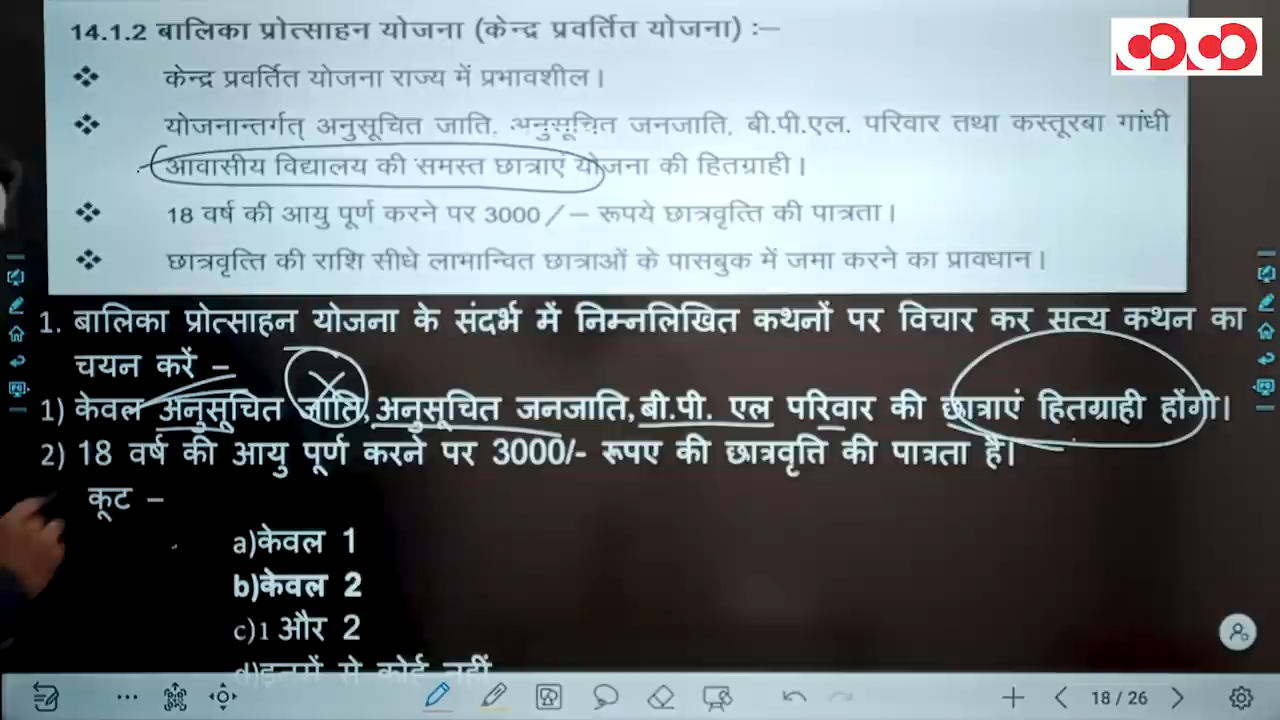 14.1.2 बालिका प्रोत्साहन योजना (केन्द्र प्रवर्तित योजना) :–
❖ केन्द्र प्रवर्तित योजना राज्य में प्रभावशील।
❖ योजनान्तर्गत् अनुसूचित जाति, अनुसूचित जनजाति, बी.पी.एल. परिवार तथा कस्तूरबा गांधी
आवासीय विद्यालय की समस्त छात्राएं योजना की हितग्राही।
❖ 18 वर्ष की आयु पूर्ण करने पर 3000/– रूपये छात्रवृत्ति की पात्रता।
❖ छात्रवृत्ति की राशि सीधे लाभान्वित छात्राओं के पासबुक में जमा करने का प्रावधान।
1. बालिका प्रोत्साहन योजना के संदर्भ में निम्नलिखित कथनों पर विचार कर सत्य कथन का
चयन करें –
1) केवल अनुसूचित जाति, अनुसूचित जनजाति, बी.पी. एल परिवार की छात्राएं हितग्राही होंगी।
2) 18 वर्ष की आयु पूर्ण करने पर 3000/- रूपए की छात्रवृति की पात्रता है।
कूट –
a)केवल 1
b)केवल 2
c)1 और 2
d)इनमें से कोई नहीं
18 / 26